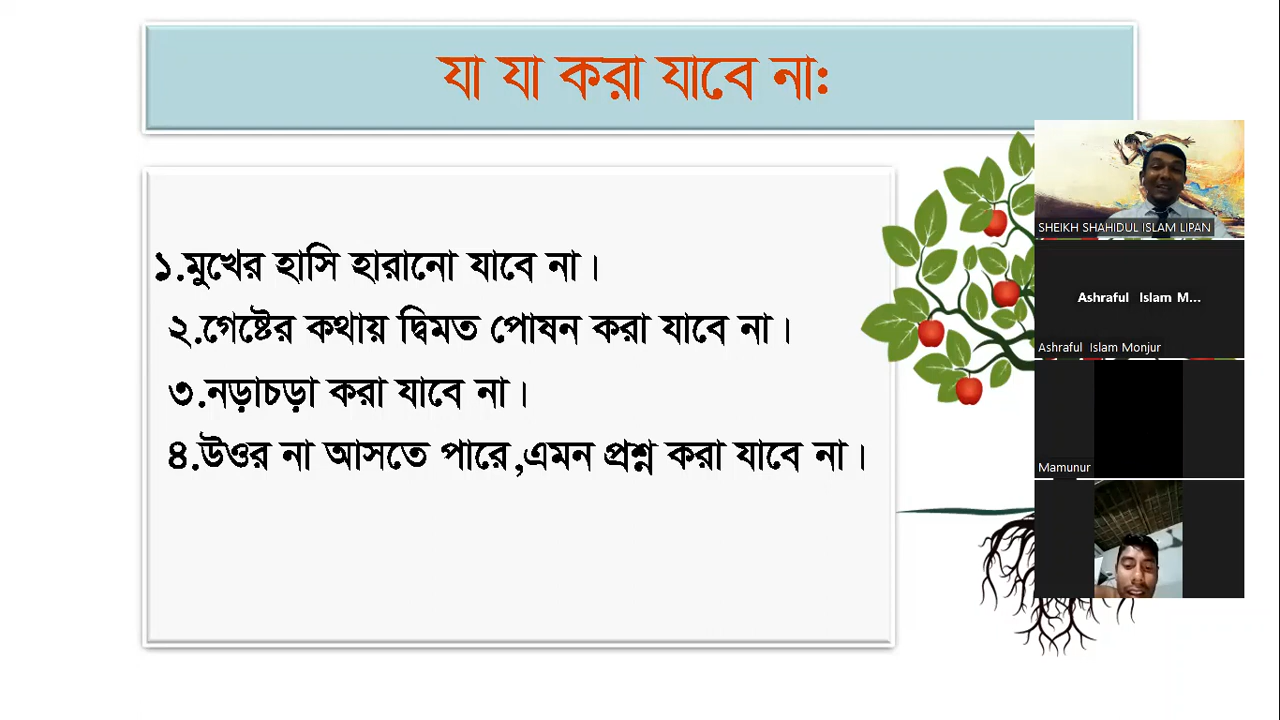 যা যা করা যাবে না:
১.মুখের হাসি হারানো যাবে না।
২.গেষ্টের কথায় দ্বিমত পোষন করা যাবে না।
৩.নড়াচড়া করা যাবে না।
৪.উওর না আসতে পারে,এমন প্রশ্ন করা যাবে না।
SHEIKH SHAHIDUL ISLAM LIPAN
Ashraful Islam M...
Ashraful Islam Monjur
Mamunur